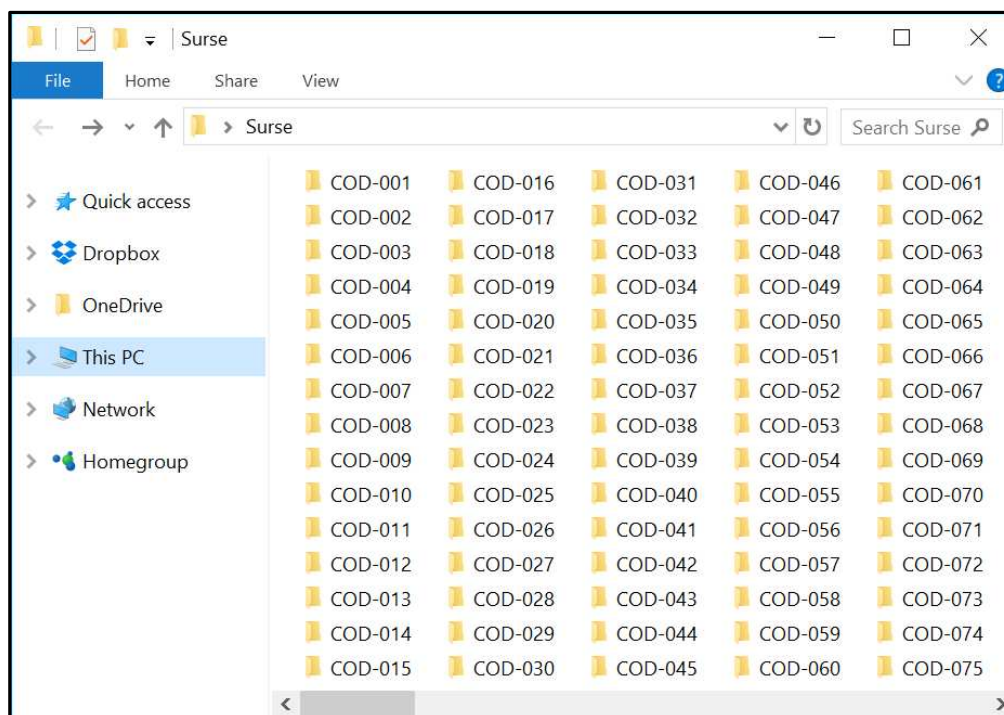 Surse
File Home Share View
?
Surse Search Surse
Quick access
Dropbox
OneDrive
This PC
Network
Homegroup
COD-001 COD-016 COD-031 COD-046 COD-061
COD-002 COD-017 COD-032 COD-047 COD-062
COD-003 COD-018 COD-033 COD-048 COD-063
COD-004 COD-019 COD-034 COD-049 COD-064
COD-005 COD-020 COD-035 COD-050 COD-065
COD-006 COD-021 COD-036 COD-051 COD-066
COD-007 COD-022 COD-037 COD-052 COD-067
COD-008 COD-023 COD-038 COD-053 COD-068
COD-009 COD-024 COD-039 COD-054 COD-069
COD-010 COD-025 COD-040 COD-055 COD-070
COD-011 COD-026 COD-041 COD-056 COD-071
COD-012 COD-027 COD-042 COD-057 COD-072
COD-013 COD-028 COD-043 COD-058 COD-073
COD-014 COD-029 COD-044 COD-059 COD-074
COD-015 COD-030 COD-045 COD-060 COD-075